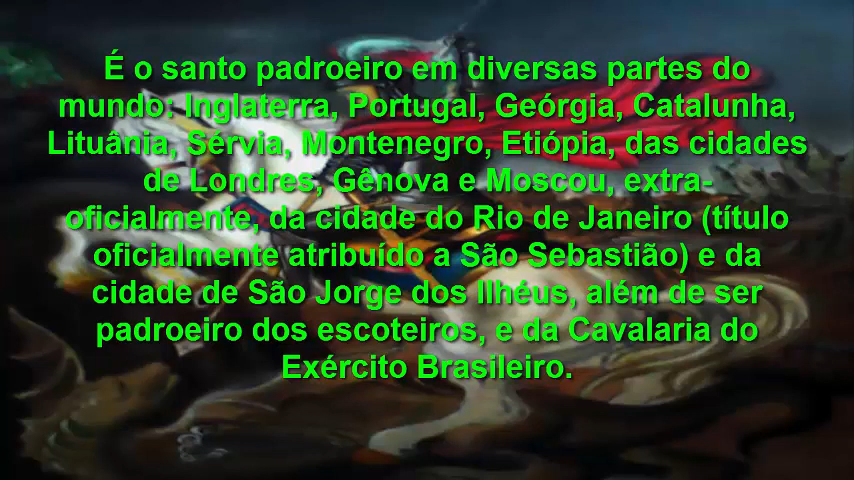 É o santo padroeiro em diversas partes do
mundo: Inglaterra, Portugal, Geórgia, Catalunha,
Lituânia, Sérvia, Montenegro, Etiópia, das cidades
de Londres, Gênova e Moscou, extra-
oficialmente, da cidade do Rio de Janeiro (título
oficialmente atribuído a São Sebastião) e da
cidade de São Jorge dos Ilhéus, além de ser
padroeiro dos escoteiros, e da Cavalaria do
Exército Brasileiro.